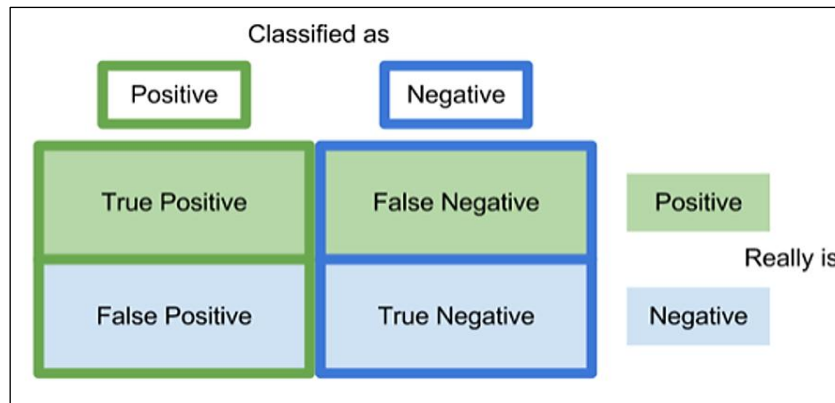 Classified as
Positive Negative
True Positive False Negative Positive
Really is
False Positive True Negative Negative